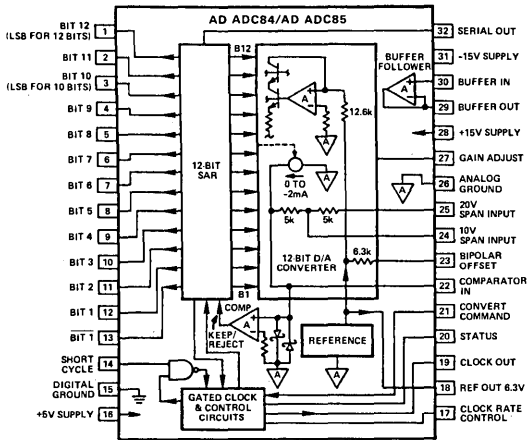 AD ADC84/AD ADC85
BIT 12
(LSB FOR 12 BITS)
1
BIT 11
2
BIT 10
(LSB FOR 10 BITS)
3
BIT 9
4
BIT 8
5
BIT 7
6
BIT 6
7
BIT 5
8
BIT 4
9
BIT 3
10
BIT 2
11
BIT 1
12
BIT 1
13
SHORT
CYCLE
14
DIGITAL
GROUND
15
+5V SUPPLY
16
12-BIT
SAR
B12
B1
12.6k
A
A
A
0 TO
-2mA
5k
5k
6.3k
12-BIT D/A
CONVERTER
COMP
KEEP/
REJECT
A
A
REFERENCE
A
GATED CLOCK
& CONTROL
CIRCUITS
BUFFER
FOLLOWER
A
A
32 SERIAL OUT
31 -15V SUPPLY
30 BUFFER IN
29 BUFFER OUT
28 +15V SUPPLY
27 GAIN ADJUST
26 ANALOG
GROUND
25 20V
SPAN INPUT
24 10V
SPAN INPUT
23 BIPOLAR
OFFSET
22 COMPARATOR
IN
21 CONVERT
COMMAND
20 STATUS
19 CLOCK OUT
18 REF OUT 6.3V
17 CLOCK RATE
CONTROL